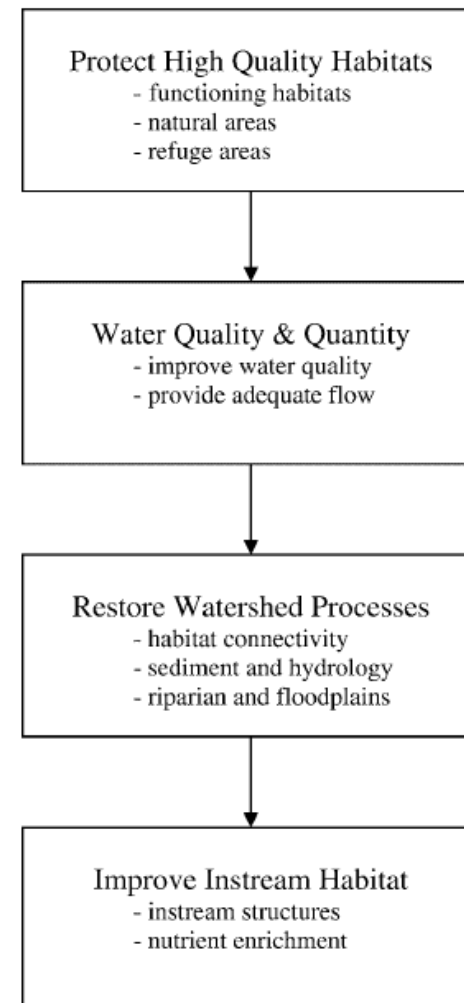 Protect High Quality Habitats
- functioning habitats
- natural areas
- refuge areas
Water Quality & Quantity
- improve water quality
- provide adequate flow
Restore Watershed Processes
- habitat connectivity
- sediment and hydrology
- riparian and floodplains
Improve Instream Habitat
- instream structures
- nutrient enrichment